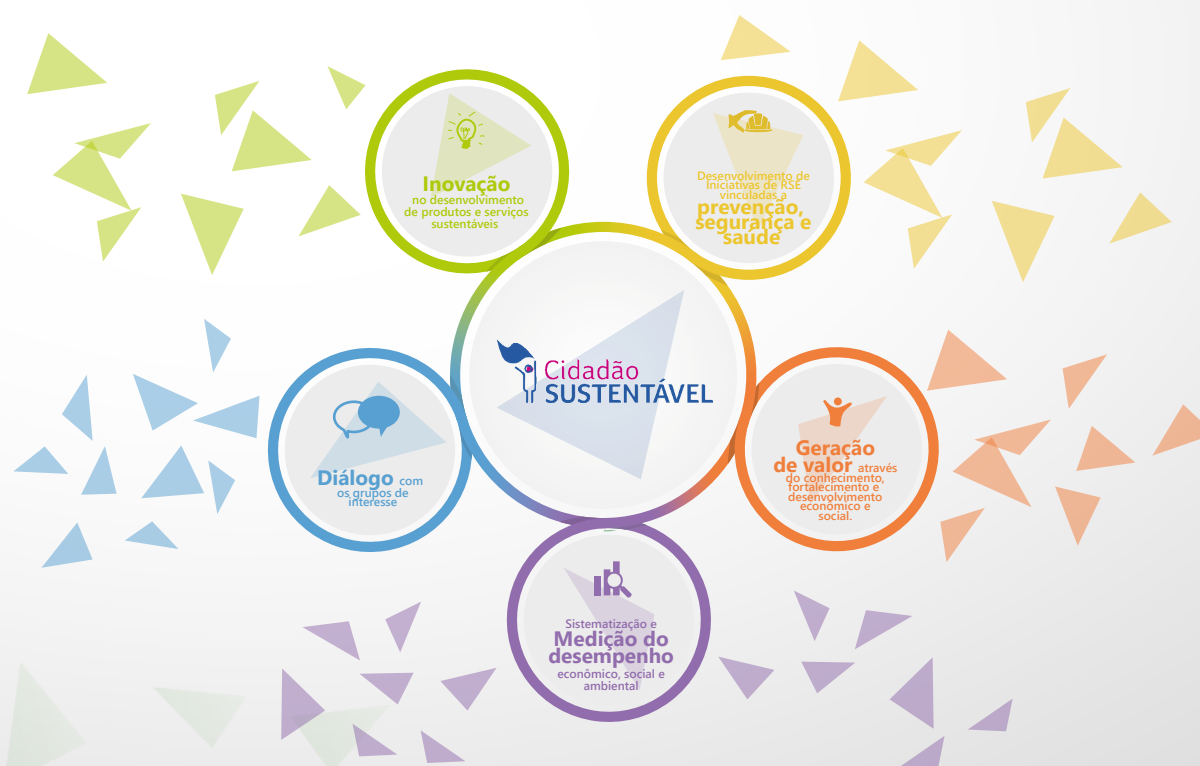 Inovação
no desenvolvimento
de produtos e serviços
sustentáveis
Desenvolvimento de
Iniciativas de RSE
vinculadas a
prevenção,
segurança e
saúde
Cidadão
SUSTENTÁVEL
Diálogo com
os grupos de
interesse
Geração
de valor através
do conhecimento,
fortalecimento e
desenvolvimento
econômico e
social.
Sistematização e
Medição do
desempenho
econômico, social e
ambiental